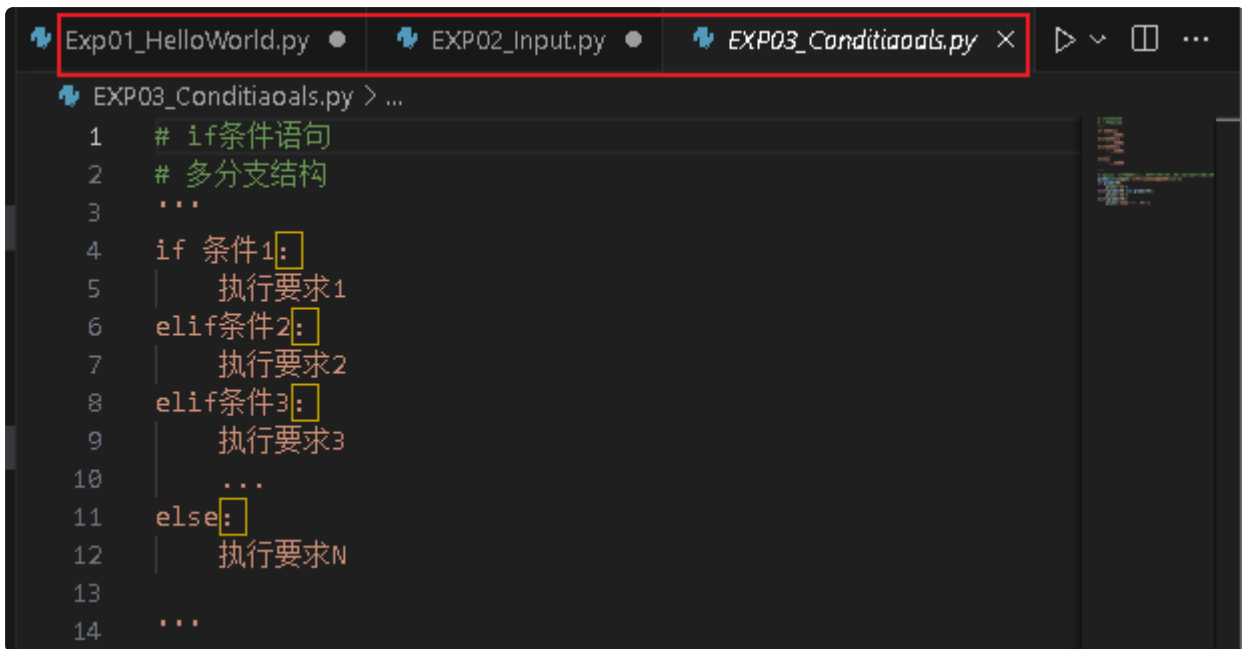 Exp01_HelloWorld.py EXP02_Input.py EXP03_Conditiaoals.py
EXP03_Conditiaoals.py > ...
1 # if条件语句
2 # 多分支结构
3 '''
4 if 条件1：
5 执行要求1
6 elif条件2：
7 执行要求2
8 elif条件3：
9 执行要求3
10 ...
11 else：
12 执行要求N
13
14 '''